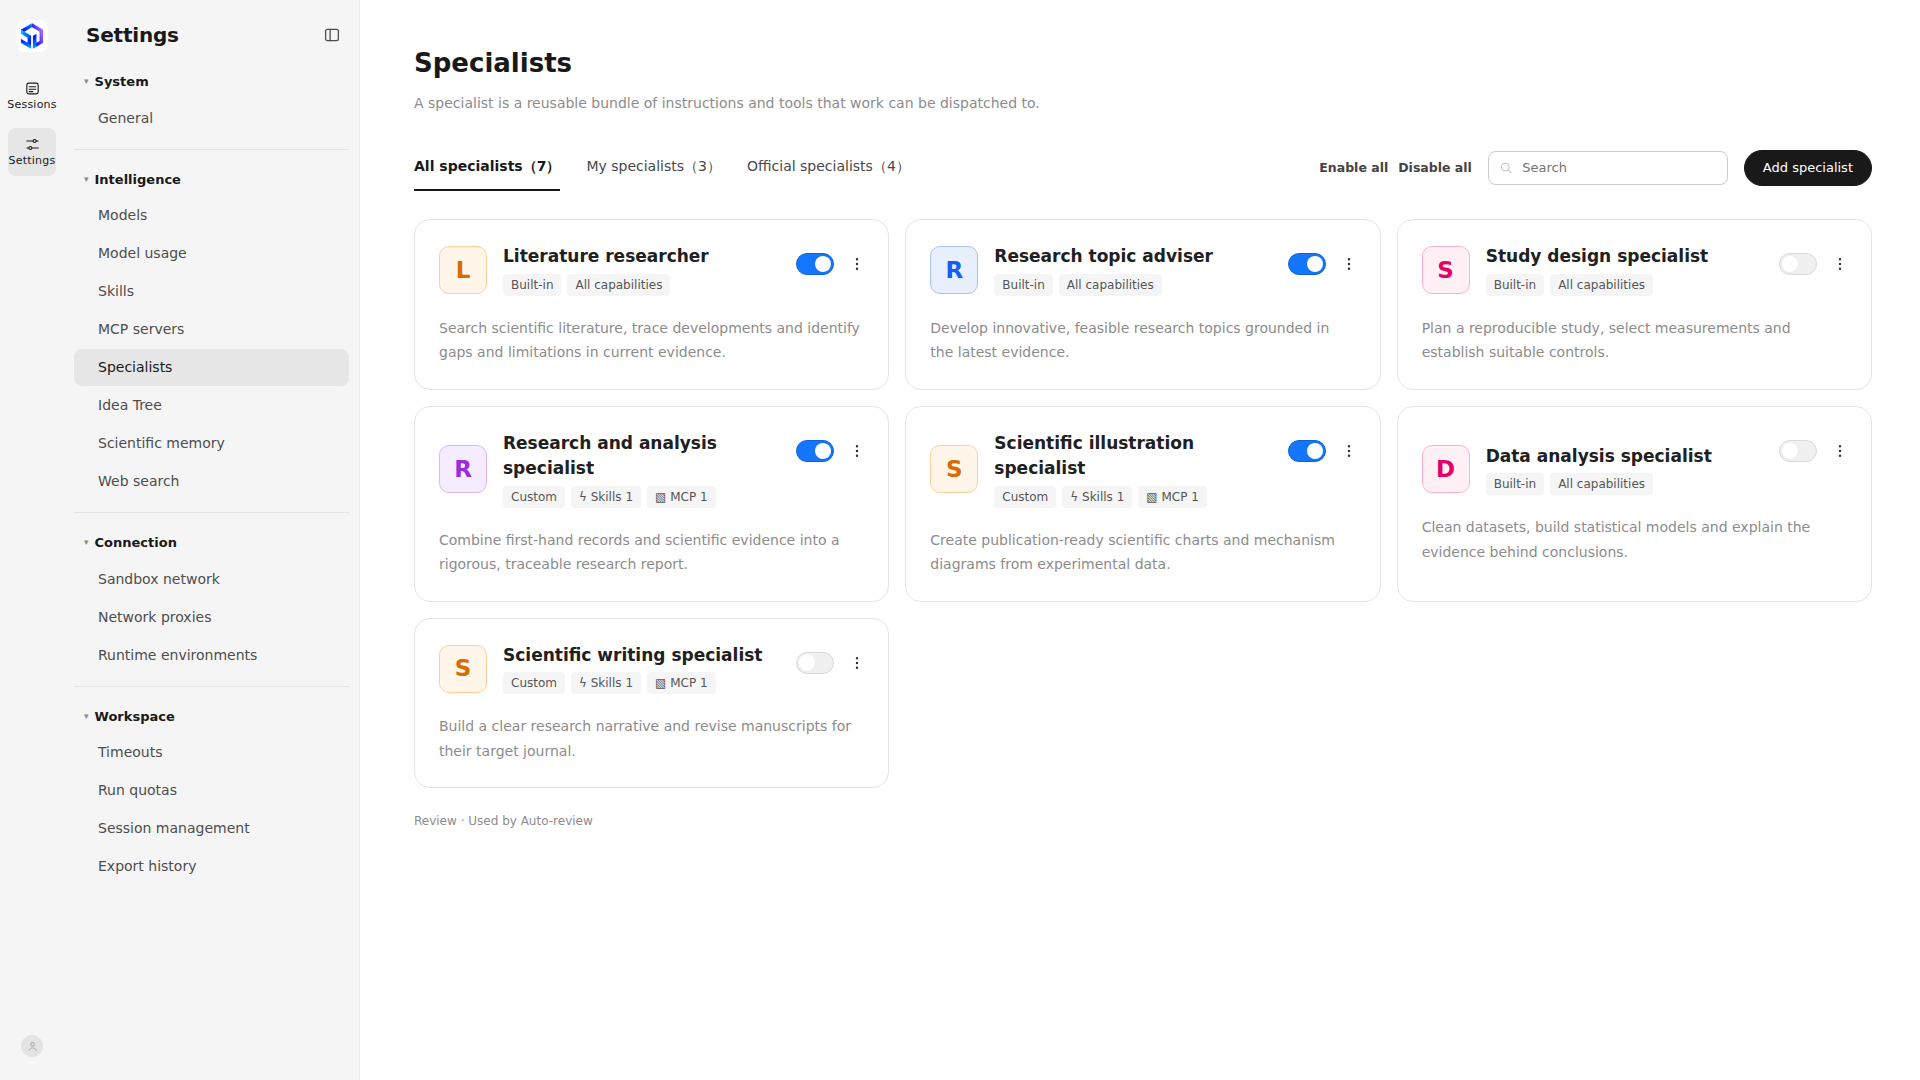 Settings
Sessions
Settings
System
General
Intelligence
Models
Model usage
Skills
MCP servers
Specialists
Idea Tree
Scientific memory
Web search
Connection
Sandbox network
Network proxies
Runtime environments
Workspace
Timeouts
Run quotas
Session management
Export history
Specialists
A specialist is a reusable bundle of instructions and tools that work can be dispatched to.
All specialists（7） My specialists（3） Official specialists（4） Enable all Disable all Search Add specialist
L
Literature researcher
Built-in All capabilities
Search scientific literature, trace developments and identify
gaps and limitations in current evidence.
R
Research topic adviser
Built-in All capabilities
Develop innovative, feasible research topics grounded in
the latest evidence.
S
Study design specialist
Built-in All capabilities
Plan a reproducible study, select measurements and
establish suitable controls.
R
Research and analysis
specialist
Custom Skills 1 MCP 1
Combine first-hand records and scientific evidence into a
rigorous, traceable research report.
S
Scientific illustration
specialist
Custom Skills 1 MCP 1
Create publication-ready scientific charts and mechanism
diagrams from experimental data.
D
Data analysis specialist
Built-in All capabilities
Clean datasets, build statistical models and explain the
evidence behind conclusions.
S
Scientific writing specialist
Custom Skills 1 MCP 1
Build a clear research narrative and revise manuscripts for
their target journal.
Review · Used by Auto-review